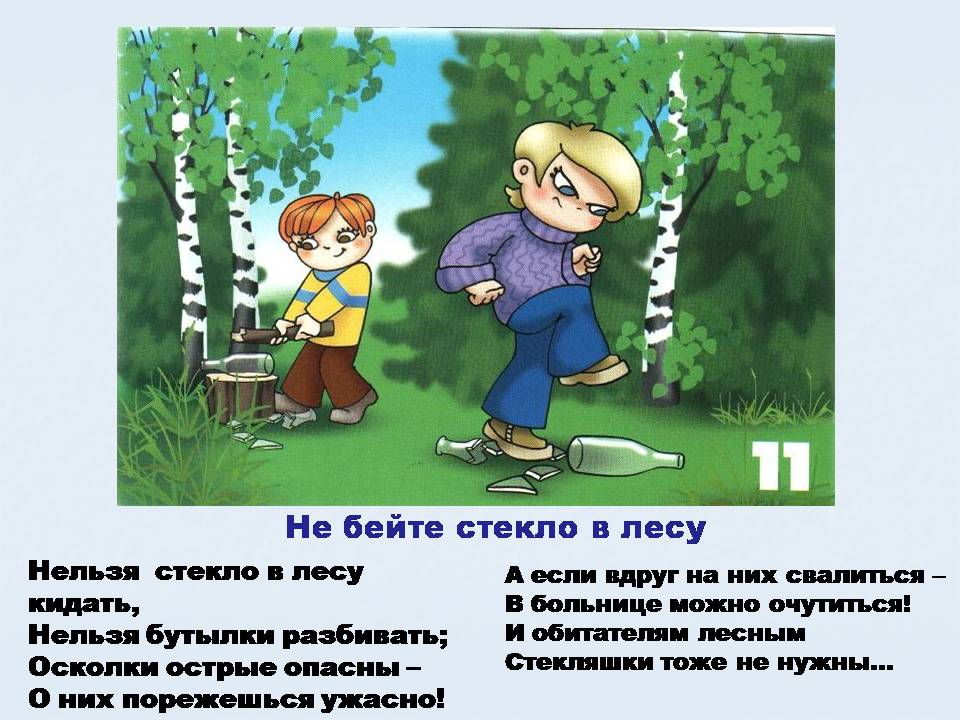 11
Не бейте стекло в лесу
Нельзя стекло в лесу
кидать,
Нельзя бутылки разбивать;
Осколки острые опасны –
О них порежешься ужасно!
А если вдруг на них свалиться –
В больнице можно очутиться!
И обитателям лесным
Стекляшки тоже не нужны...